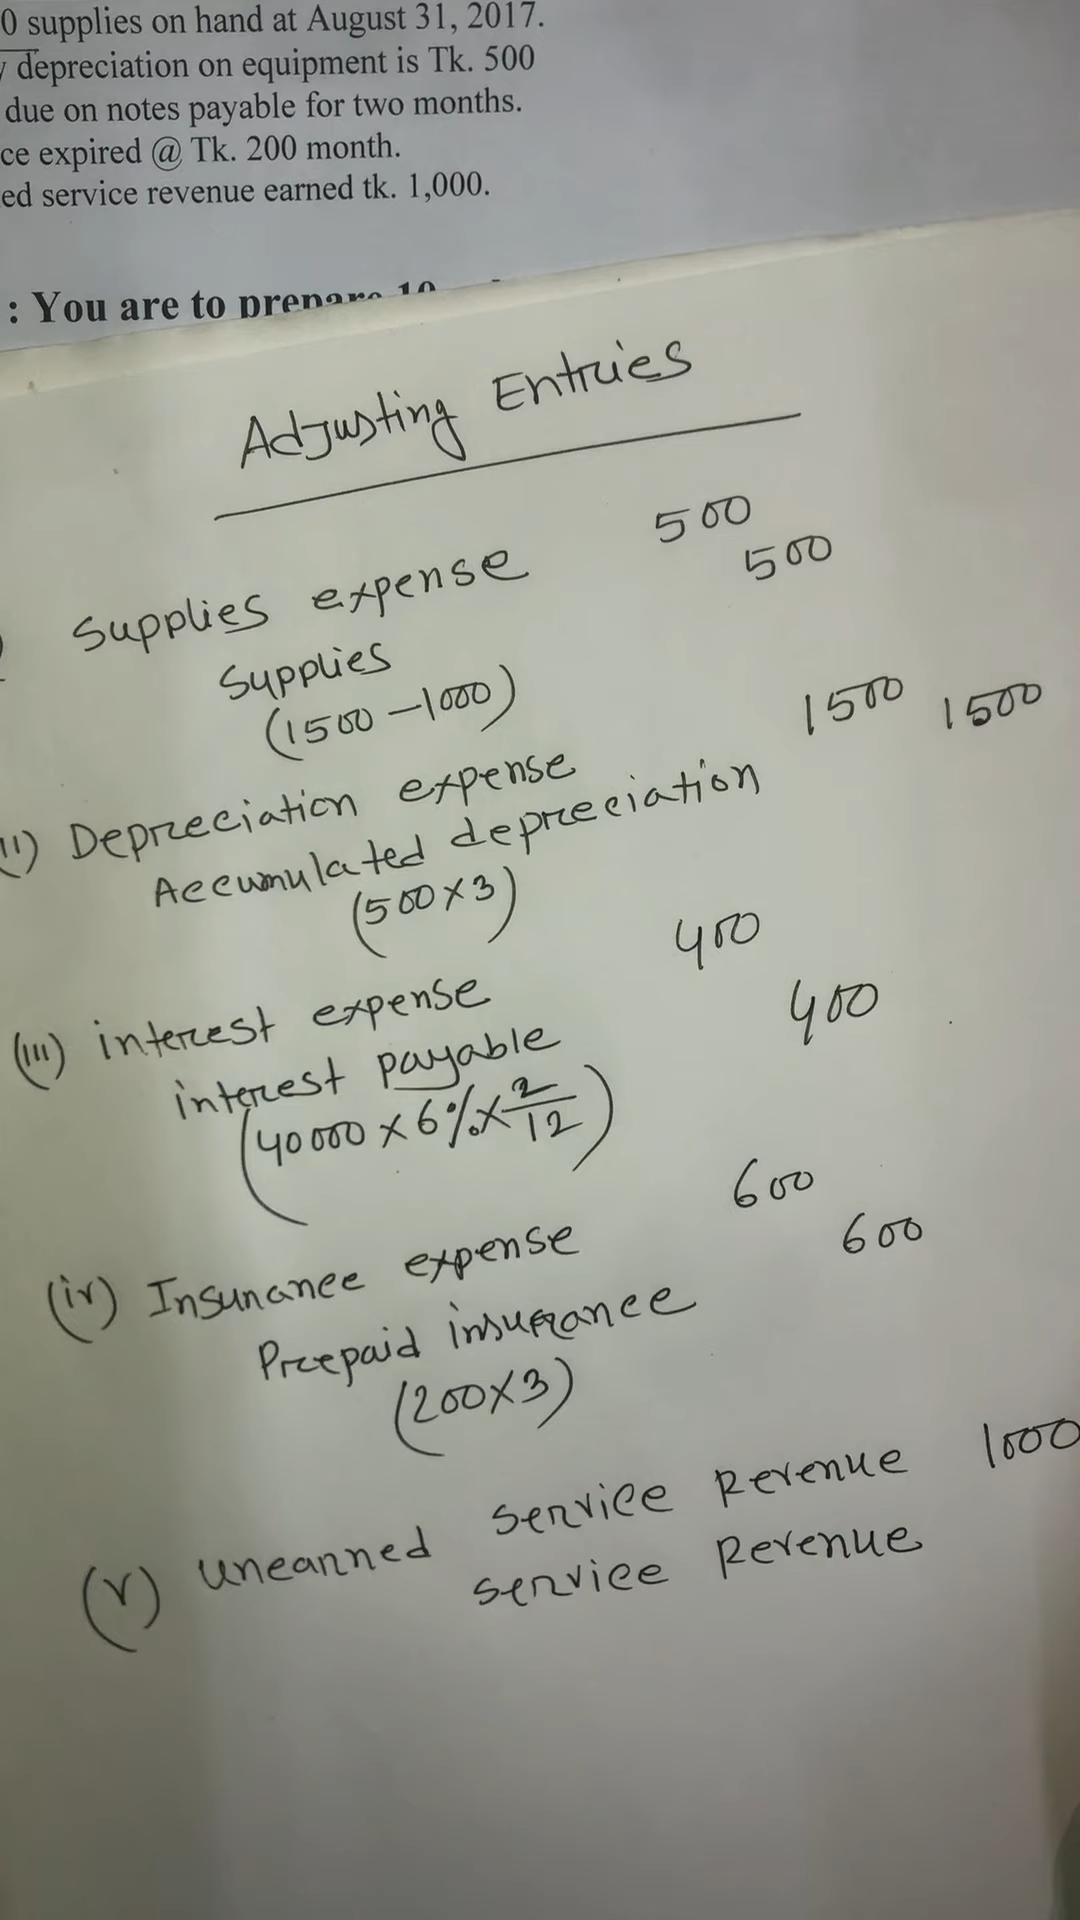 0 supplies on hand at August 31, 2017.
depreciation on equipment is Tk. 500
due on notes payable for two months.
ce expired @ Tk. 200 month.
ed service revenue earned tk. 1,000.
: You are to prepare 10
Adjusting Entries
Supplies expense 500
Supplies 500
(1500-1000)
(ii) Depreciation expense 1500
Accumulated depreciation 1500
(500×3)
(iii) interest expense 400
interest payable 400
(40000×6%×2/12)
(iv) Insurance expense 600
Prepaid insurance 600
(200×3)
(v) unearned service Revenue 1000
service Revenue